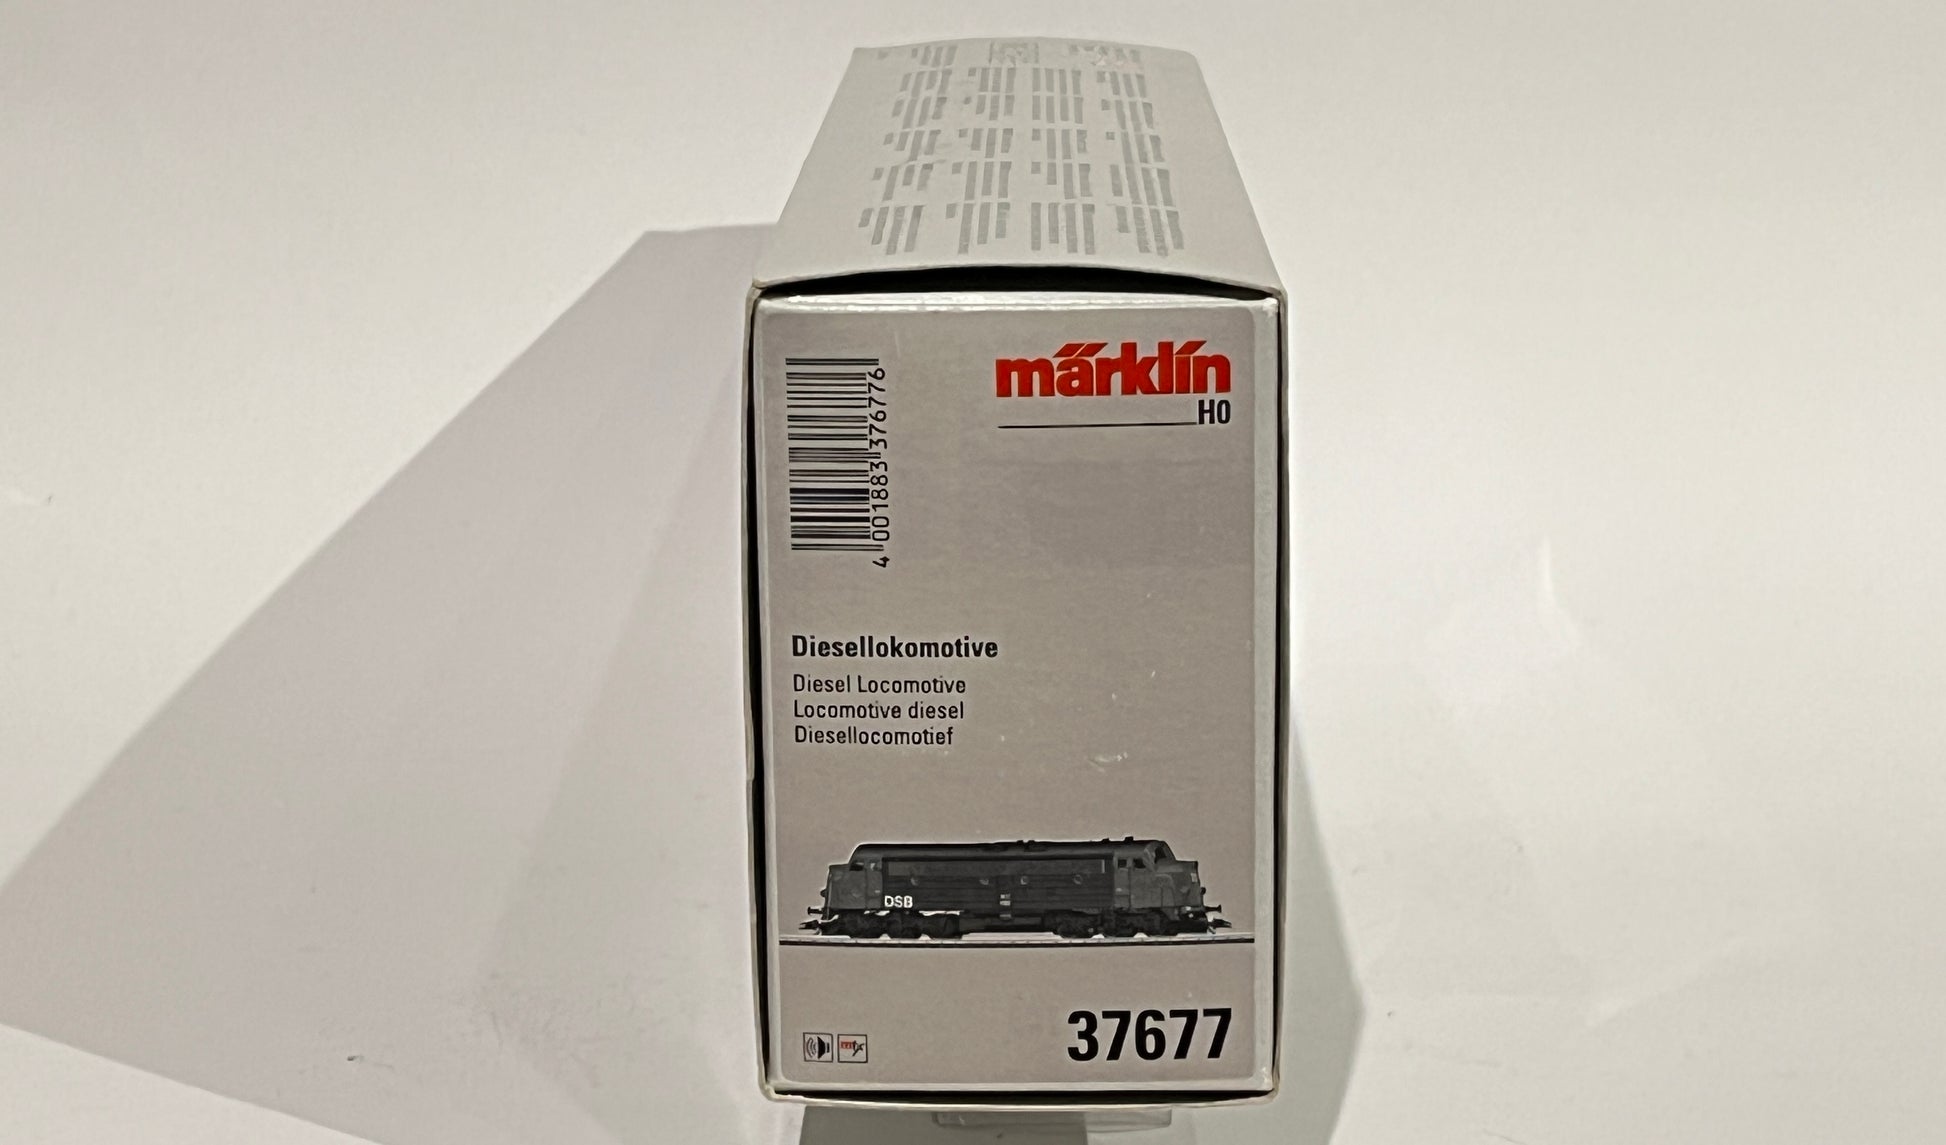 märklin
H0
4 001883 376776
Diesellokomotive
Diesel Locomotive
Locomotive diesel
Diesellocomotief
DSB
37677